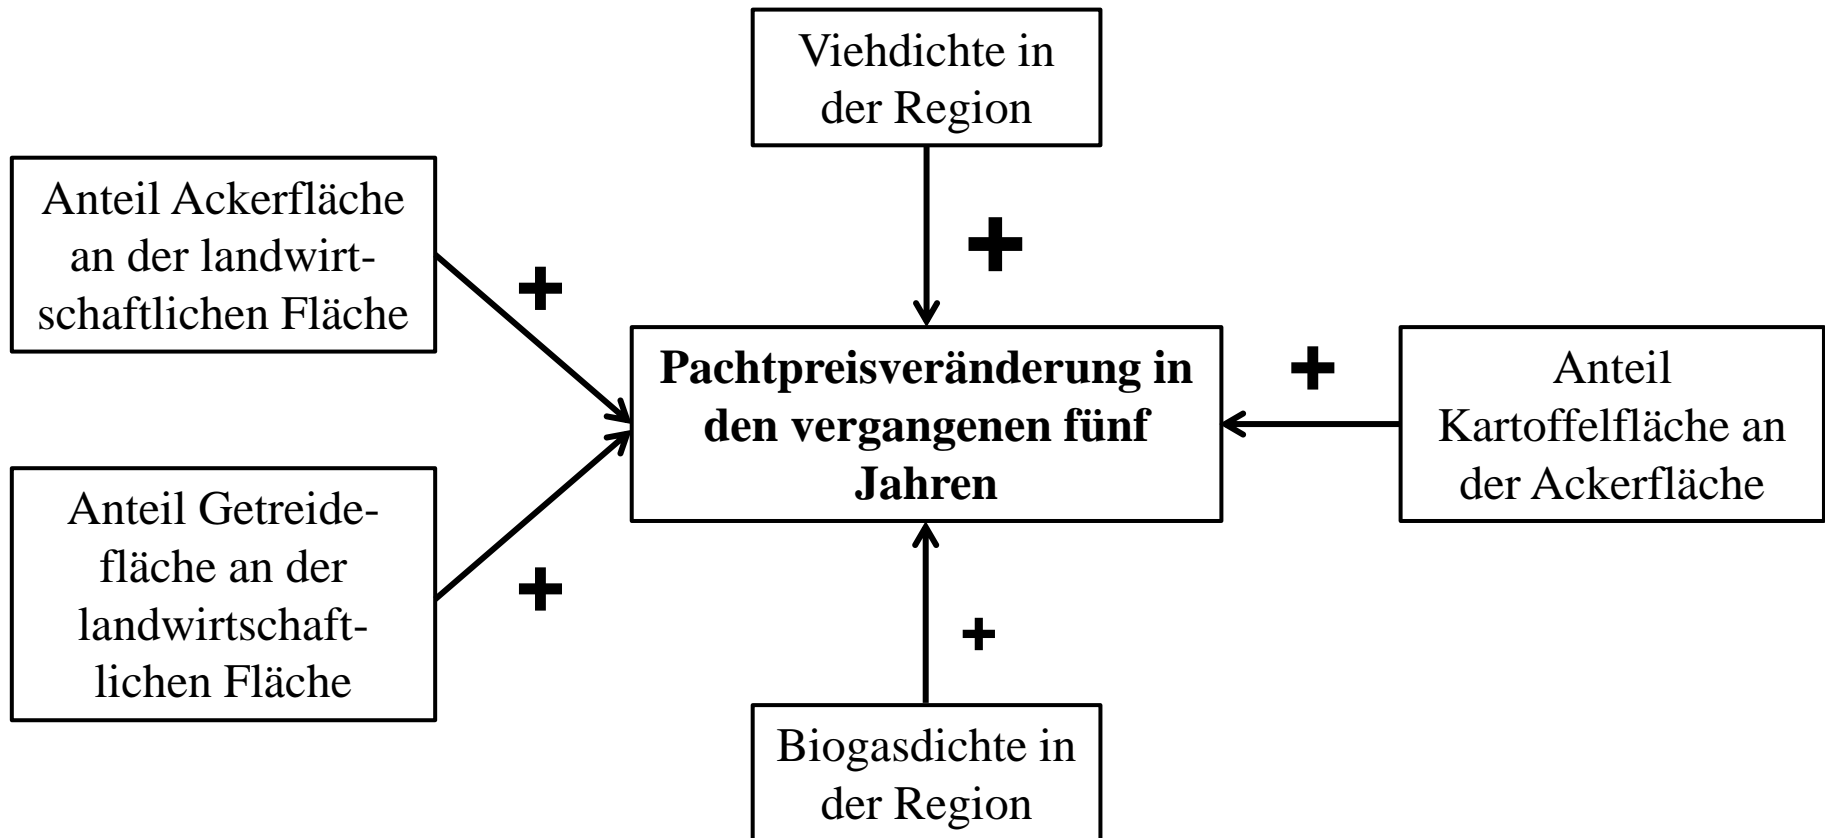 Viehdichte in
der Region
Anteil Ackerfläche
an der landwirt-
schaftlichen Fläche
+
+
Pachtpreisveränderung in
den vergangenen fünf
Jahren
+
Anteil
Kartoffelfläche an
der Ackerfläche
Anteil Getreide-
fläche an der
landwirtschaft-
lichen Fläche
+
+
Biogasdichte in
der Region